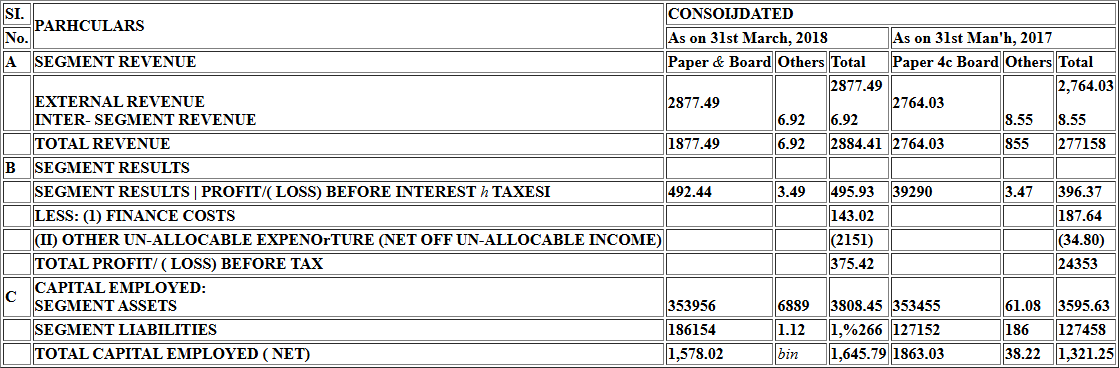 SI. PARHCULARS CONSOIJDATED
No. As on 31st March, 2018 As on 31st Man'h, 2017
A SEGMENT REVENUE Paper & Board Others Total Paper 4c Board Others Total
EXTERNAL REVENUE 2877.49 2877.49 2764.03 2,764.03
INTER- SEGMENT REVENUE 6.92 6.92 8.55 8.55
TOTAL REVENUE 1877.49 6.92 2884.41 2764.03 855 277158
B SEGMENT RESULTS
SEGMENT RESULTS | PROFIT/( LOSS) BEFORE INTEREST h TAXESI 492.44 3.49 495.93 39290 3.47 396.37
LESS: (1) FINANCE COSTS 143.02 187.64
(II) OTHER UN-ALLOCABLE EXPENOrTURE (NET OFF UN-ALLOCABLE INCOME) (2151) (34.80)
TOTAL PROFIT/ ( LOSS) BEFORE TAX 375.42 24353
C CAPITAL EMPLOYED:
SEGMENT ASSETS 353956 6889 3808.45 353455 61.08 3595.63
SEGMENT LIABILITIES 186154 1.12 1,%266 127152 186 127458
TOTAL CAPITAL EMPLOYED ( NET) 1,578.02 bin 1,645.79 1863.03 38.22 1,321.25